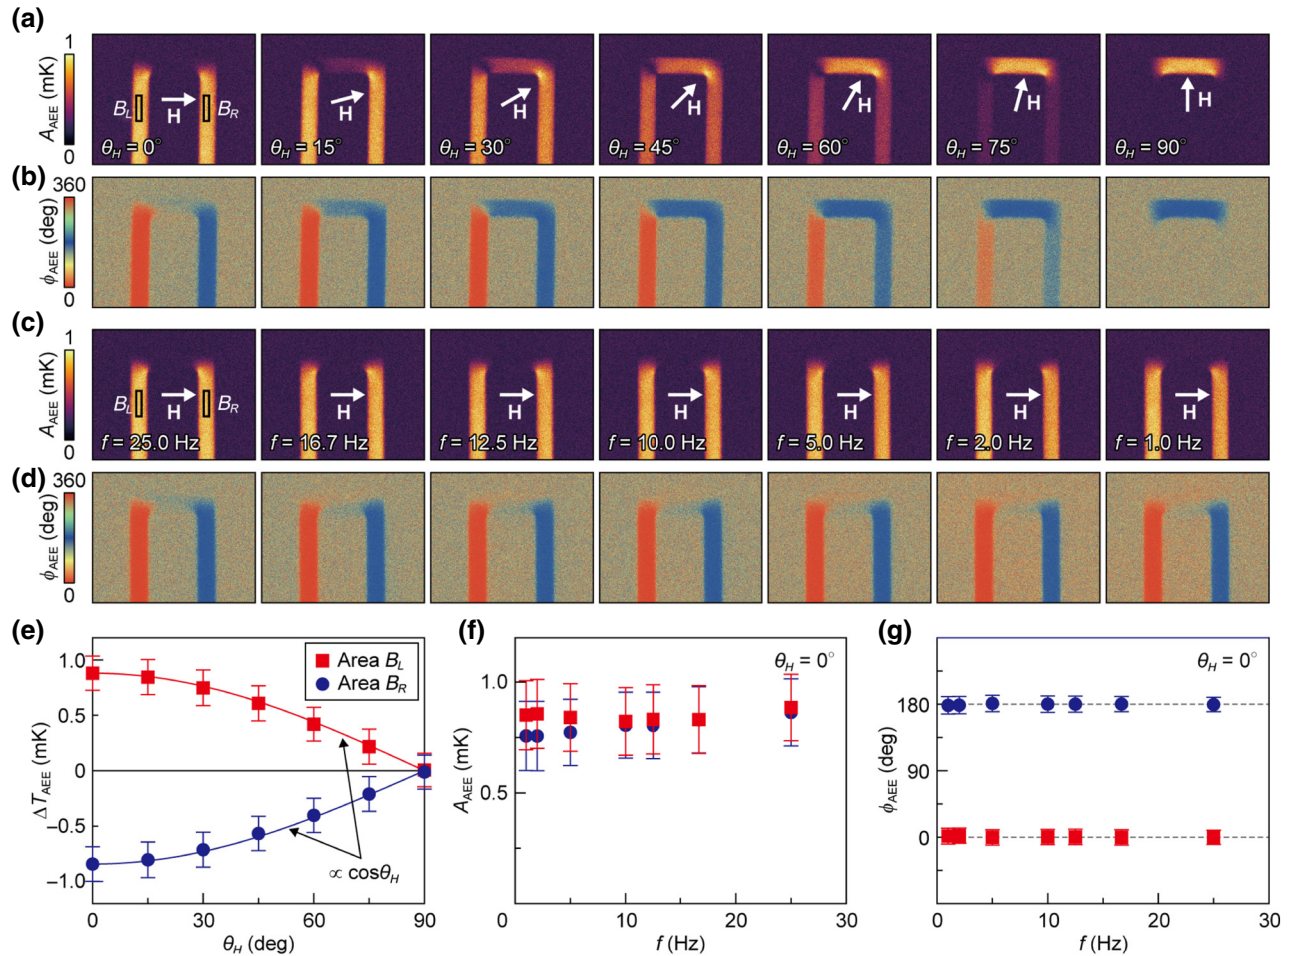 (a)
1
A_AEE (mK)
0
B_L
H
B_R
θ_H = 0°
H
θ_H = 15°
H
θ_H = 30°
H
θ_H = 45°
H
θ_H = 60°
H
θ_H = 75°
H
θ_H = 90°
(b)
360
ϕ_AEE (deg)
0
(c)
1
A_AEE (mK)
0
B_L
H
B_R
f = 25.0 Hz
H
f = 16.7 Hz
H
f = 12.5 Hz
H
f = 10.0 Hz
H
f = 5.0 Hz
H
f = 2.0 Hz
H
f = 1.0 Hz
(d)
360
ϕ_AEE (deg)
0
(e)
1.0
0.5
0
−0.5
−1.0
ΔT_AEE (mK)
Area B_L
Area B_R
∝ cosθ_H
0 30 60 90
θ_H (deg)
(f)
θ_H = 0°
1.0
0.5
A_AEE (mK)
0 10 20 30
f (Hz)
(g)
θ_H = 0°
180
90
0
ϕ_AEE (deg)
0 10 20 30
f (Hz)